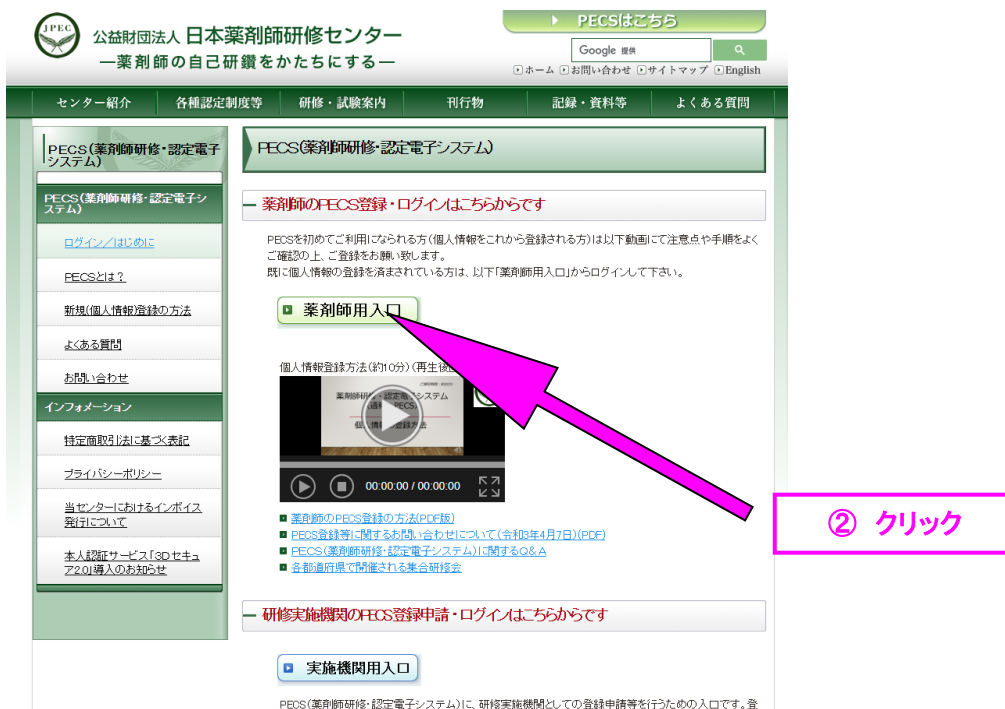 JPEC
公益財団法人 日本薬剤師研修センター
―薬剤師の自己研鑽をかたちにする―
PECSはこちら
Google 提供
ホーム お問い合わせ サイトマップ English
センター紹介 各種認定制度等 研修・試験案内 刊行物 記録・資料等 よくある質問
PECS(薬剤師研修・認定電子
システム)
PECS(薬剤師研修・認定電子シ
ステム)
ログイン/はじめに
PECSとは?
新規(個人情報)登録の方法
よくある質問
お問い合わせ
インフォメーション
特定商取引法に基づく表記
プライバシーポリシー
当センターにおけるインボイス
発行について
本人認証サービス「3Dセキュ
ア2.0」導入のお知らせ
PECS(薬剤師研修・認定電子システム)
薬剤師のPECS登録・ログインはこちらからです
PECSを初めてご利用になられる方(個人情報をこれから登録される方)は以下動画にて注意点や手順をよく
ご確認の上、ご登録をお願い致します。
既に個人情報の登録を済まされている方は、以下「薬剤師用入口」からログインして下さい。
薬剤師用入口
個人情報登録方法(約10分)(再生後
薬剤師研修・認定電子システム
PECS)
個人情 登録方法
00:00:00 / 00:00:00
薬剤師のPECS登録の方法(PDF版)
PECS登録等に関するお問い合わせについて(令和3年4月7日)(PDF)
PECS(薬剤師研修・認定電子システム)に関するQ&A
各都道府県で開催される集合研修会
② クリック
研修実施機関のPECS登録申請・ログインはこちらからです
実施機関用入口
PECS(薬剤師研修・認定電子システム)に、研修実施機関としての登録申請等を行うための入口です。登